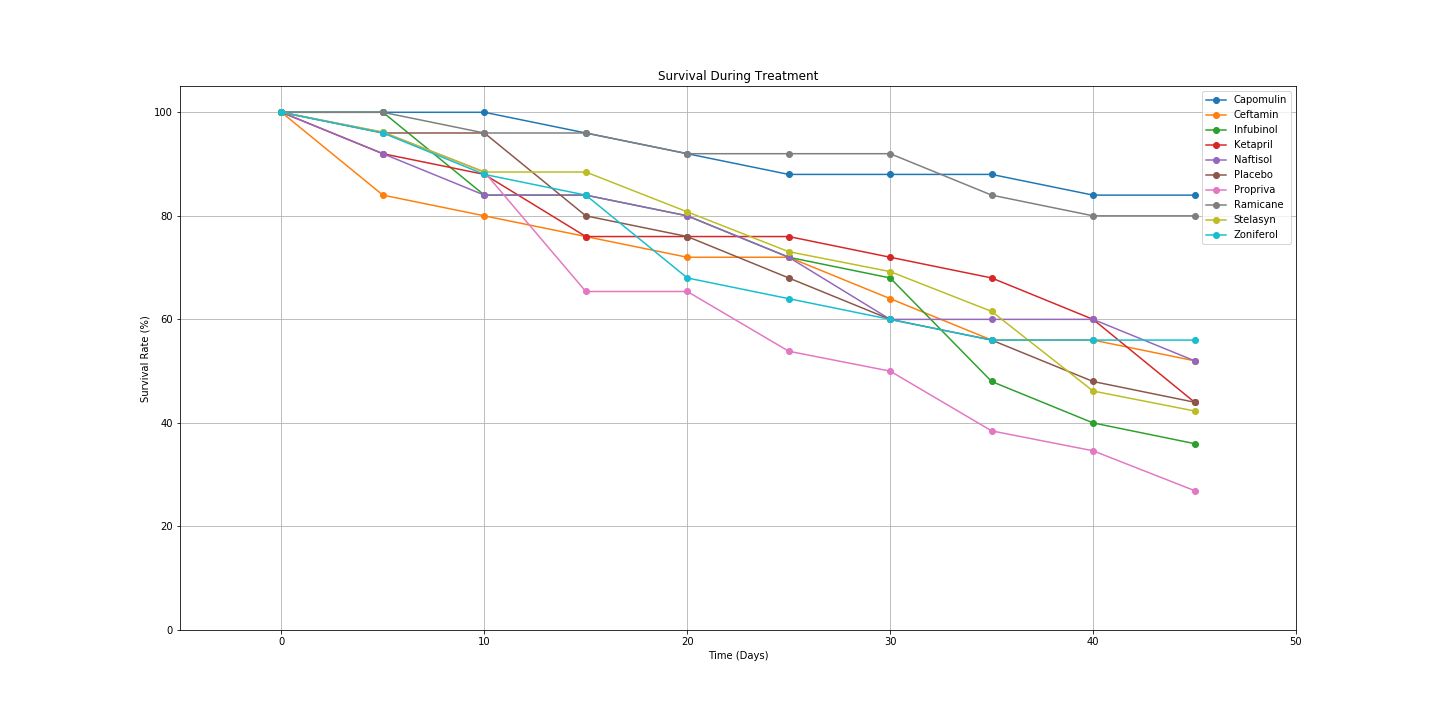 Survival During Treatment
Survival Rate (%)
100
80
60
40
20
0
0 10 20 30 40 50
Time (Days)
Capomulin
Ceftamin
Infubinol
Ketapril
Naftisol
Placebo
Propriva
Ramicane
Stelasyn
Zoniferol